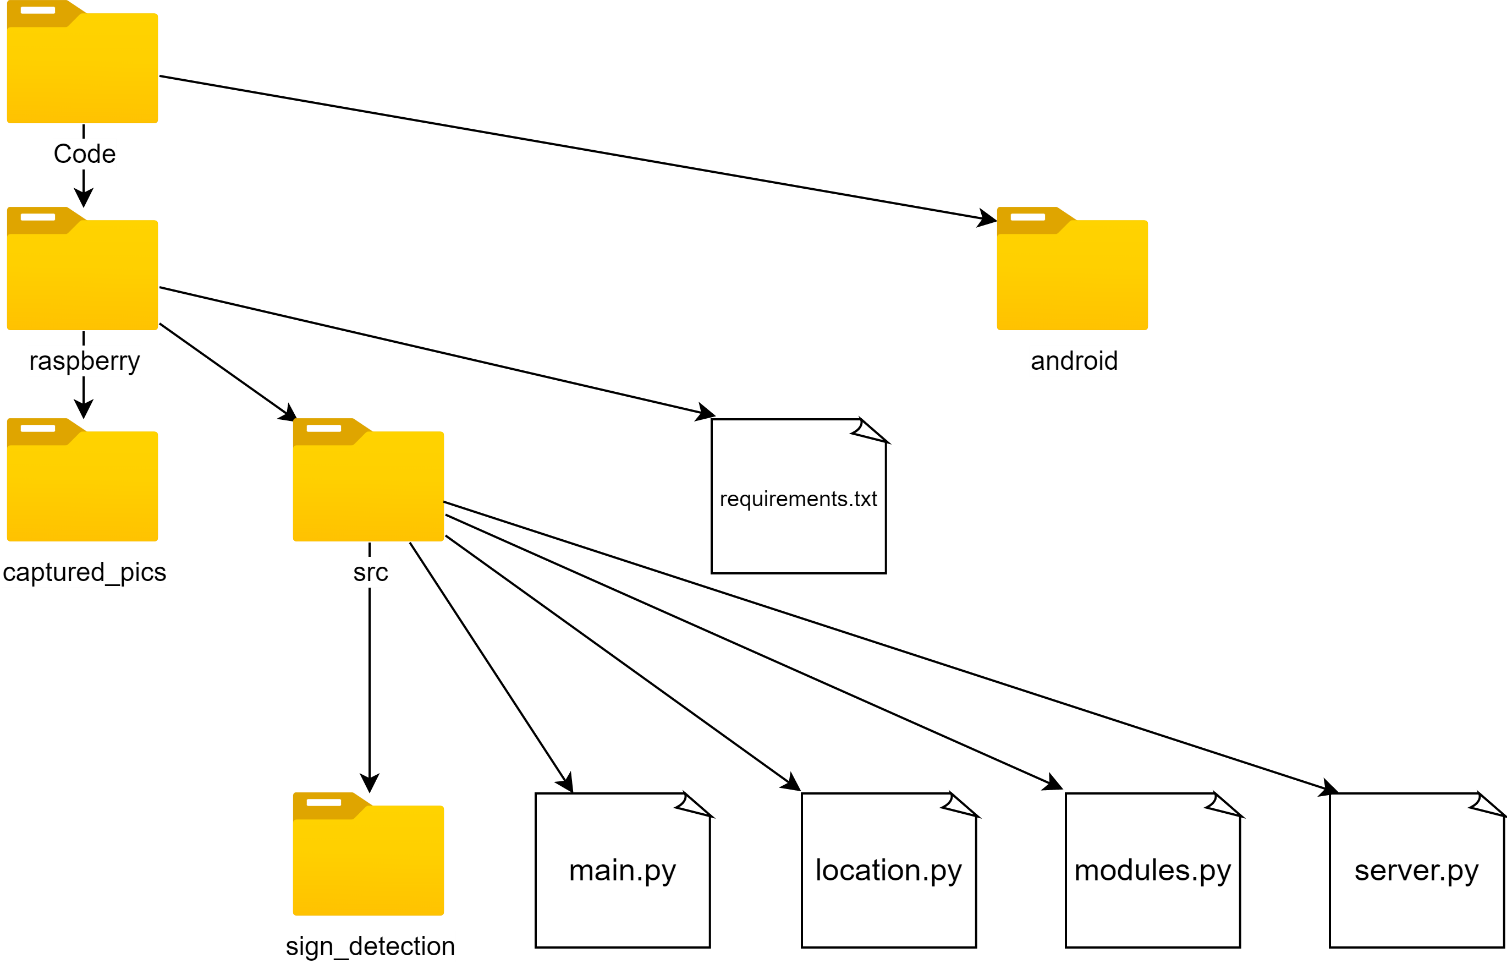 Code
raspberry
android
requirements.txt
captured_pics
src
main.py
location.py
modules.py
server.py
sign_detection